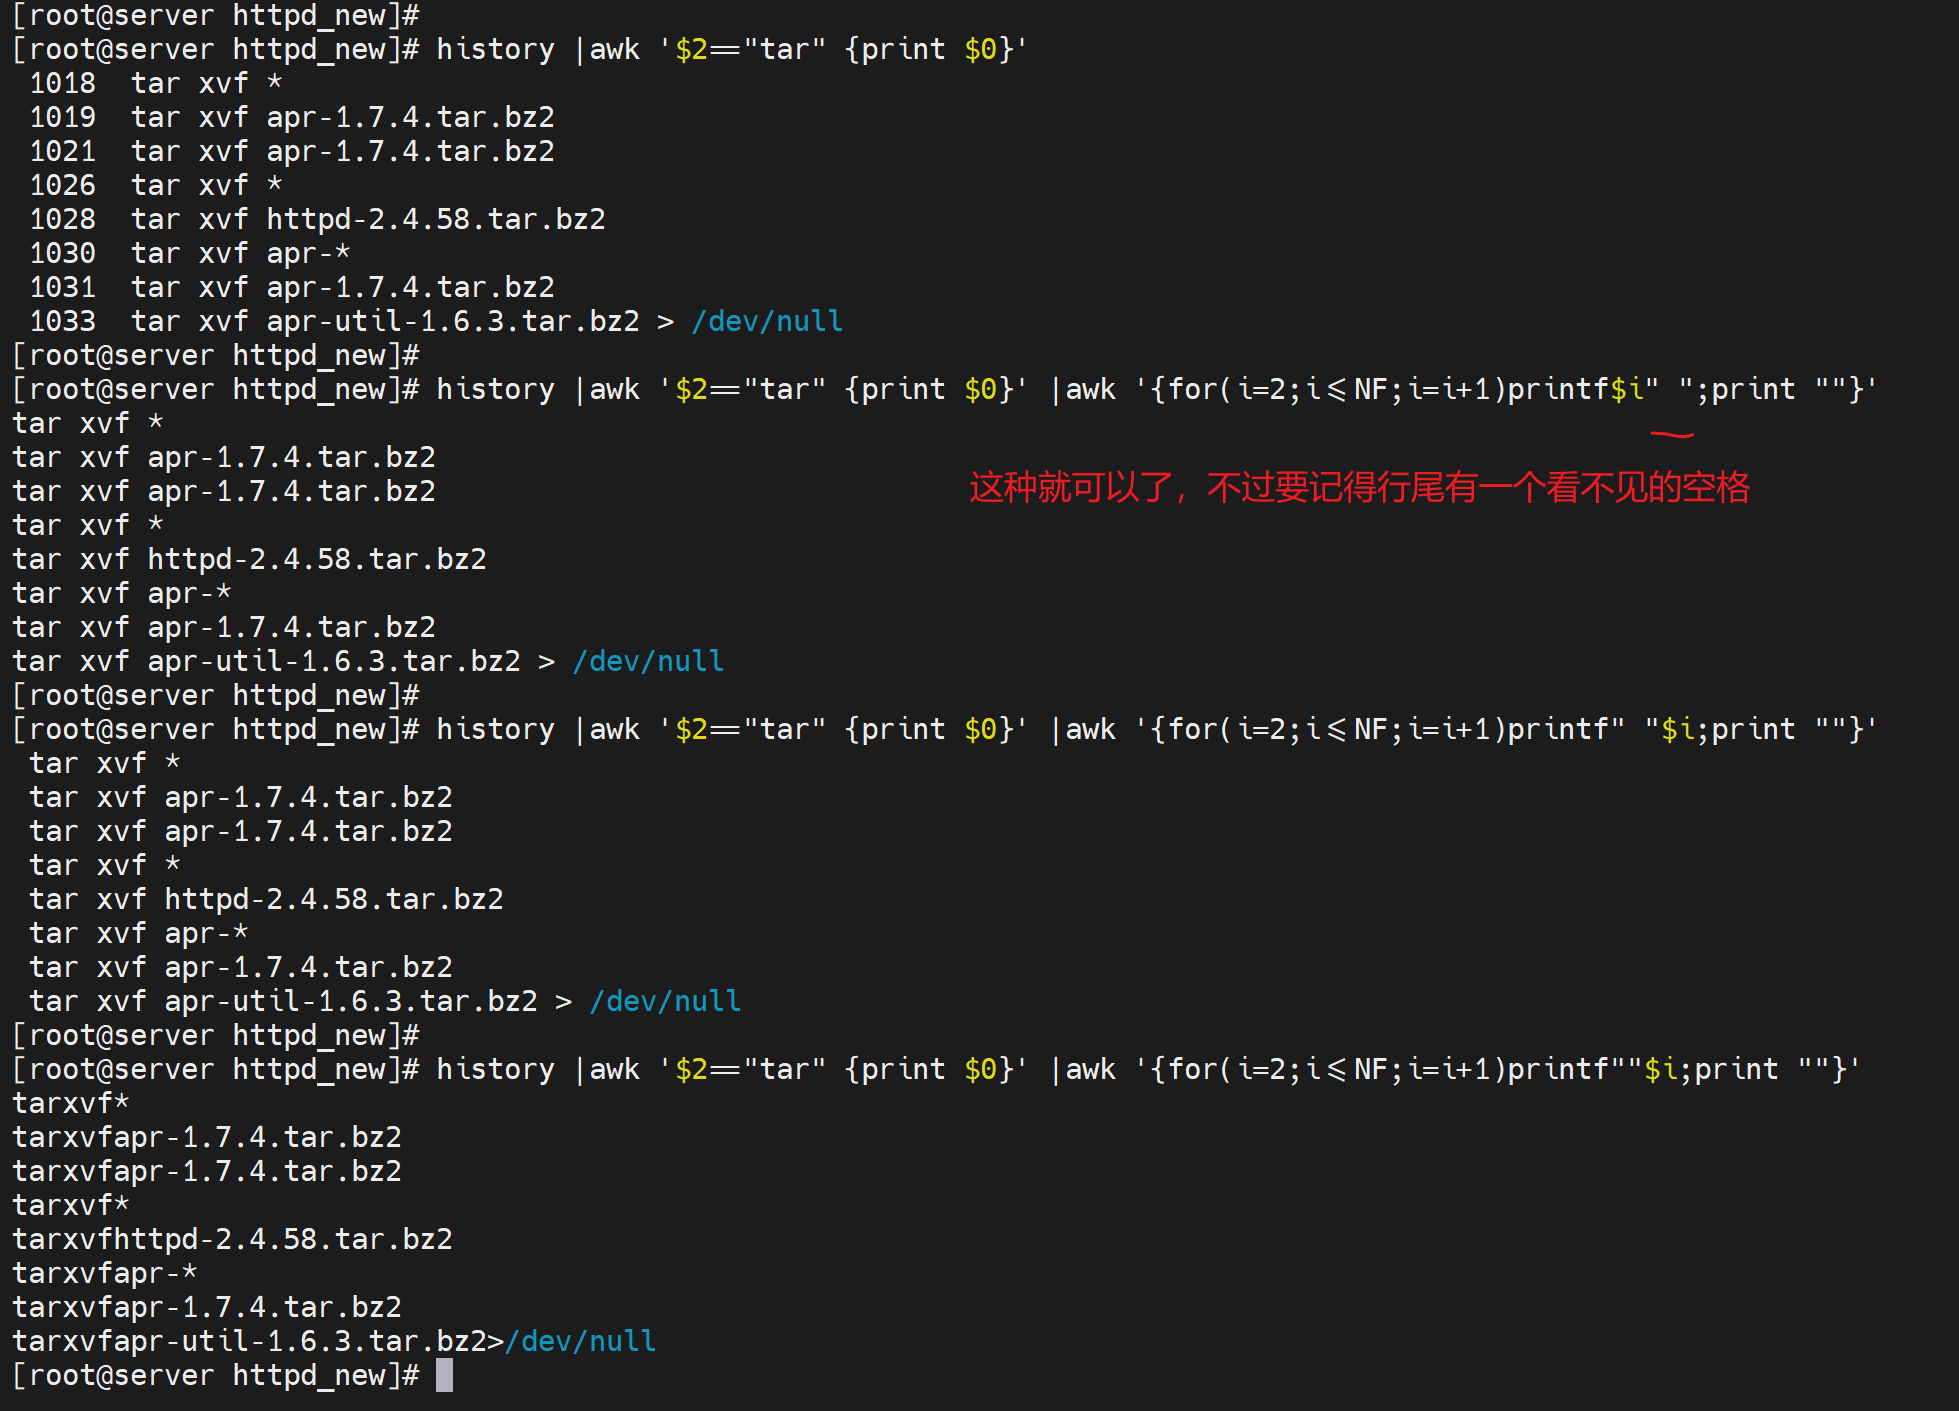 [root@server httpd_new]#
[root@server httpd_new]# history |awk '$2=="tar" {print $0}'
 1018  tar xvf *
 1019  tar xvf apr-1.7.4.tar.bz2
 1021  tar xvf apr-1.7.4.tar.bz2
 1026  tar xvf *
 1028  tar xvf httpd-2.4.58.tar.bz2
 1030  tar xvf apr-*
 1031  tar xvf apr-1.7.4.tar.bz2
 1033  tar xvf apr-util-1.6.3.tar.bz2 > /dev/null
[root@server httpd_new]#
[root@server httpd_new]# history |awk '$2=="tar" {print $0}' |awk '{for(i=2;i<=NF;i=i+1)printf$i" ";print ""}'
tar xvf *
tar xvf apr-1.7.4.tar.bz2
这种就可以了，不过要记得行尾有一个看不见的空格
tar xvf apr-1.7.4.tar.bz2
tar xvf *
tar xvf httpd-2.4.58.tar.bz2
tar xvf apr-*
tar xvf apr-1.7.4.tar.bz2
tar xvf apr-util-1.6.3.tar.bz2 > /dev/null
[root@server httpd_new]#
[root@server httpd_new]# history |awk '$2=="tar" {print $0}' |awk '{for(i=2;i<=NF;i=i+1)printf" "$i;print ""}'
 tar xvf *
 tar xvf apr-1.7.4.tar.bz2
 tar xvf apr-1.7.4.tar.bz2
 tar xvf *
 tar xvf httpd-2.4.58.tar.bz2
 tar xvf apr-*
 tar xvf apr-1.7.4.tar.bz2
 tar xvf apr-util-1.6.3.tar.bz2 > /dev/null
[root@server httpd_new]#
[root@server httpd_new]# history |awk '$2=="tar" {print $0}' |awk '{for(i=2;i<=NF;i=i+1)printf""$i;print ""}'
tarxvf*
tarxvfapr-1.7.4.tar.bz2
tarxvfapr-1.7.4.tar.bz2
tarxvf*
tarxvfhttpd-2.4.58.tar.bz2
tarxvfapr-*
tarxvfapr-1.7.4.tar.bz2
tarxvfapr-util-1.6.3.tar.bz2>/dev/null
[root@server httpd_new]#